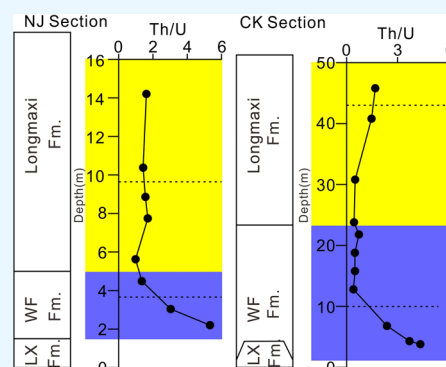 NJ Section
Th/U
0 2 4 6
Longmaxi
Fm.
WF
Fm.
LX
Fm.
Depth(m)
16
14
12
10
8
6
4
2
0
CK Section
Th/U
0 3
Longmaxi
Fm.
WF
Fm.
LX
Fm.
Depth(m)
50
40
30
20
10
0